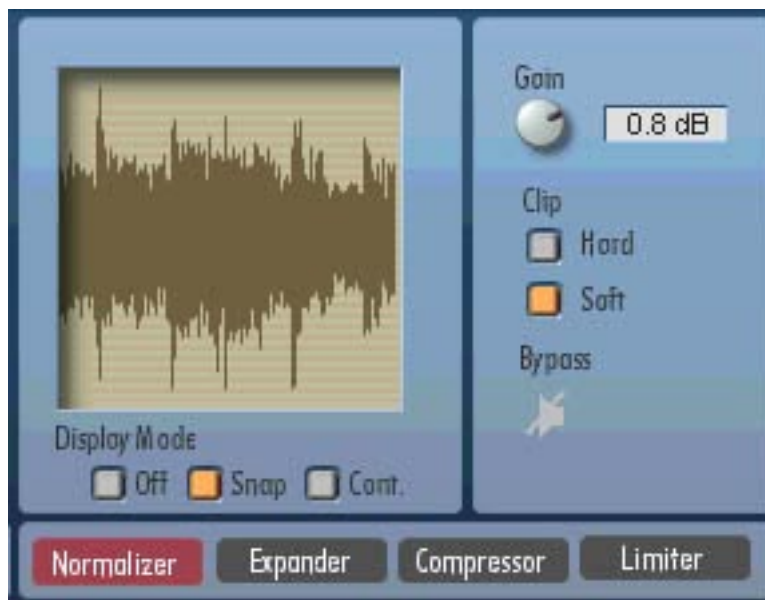 Gain
0.8 dB
Clip
Hard
Soft
Bypass
Display Mode
Off Snap Cont.
Normalizer Expander Compressor Limiter